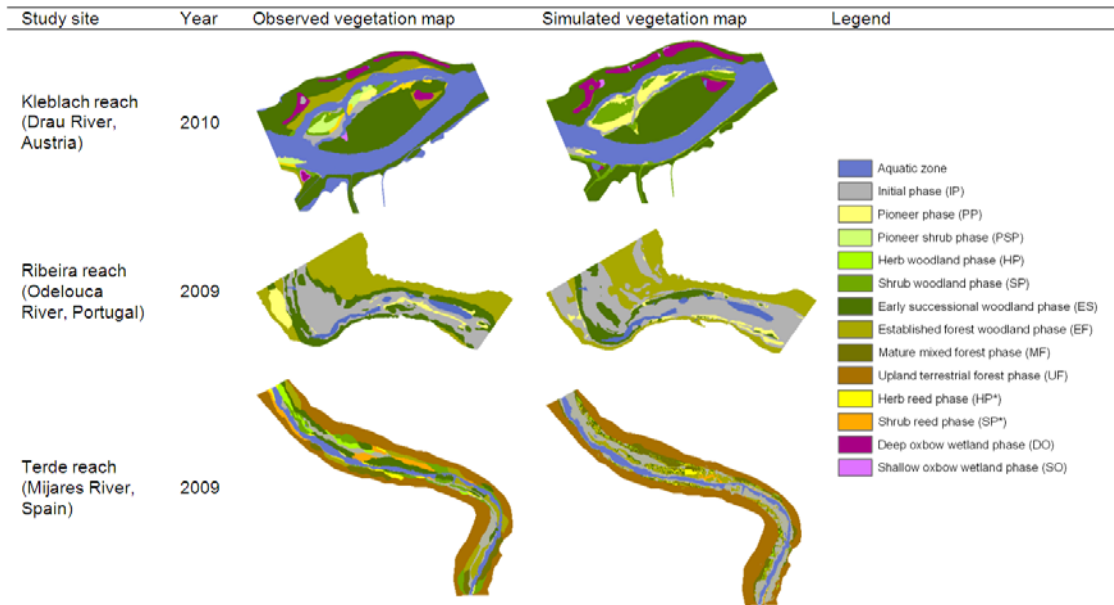 Study site Year Observed vegetation map Simulated vegetation map Legend
Kleblach reach
(Drau River,
Austria)
2010
Ribeira reach
(Odelouca
River, Portugal)
2009
Terde reach
(Mijares River,
Spain)
2009
Aquatic zone
Initial phase (IP)
Pioneer phase (PP)
Pioneer shrub phase (PSP)
Herb woodland phase (HP)
Shrub woodland phase (SP)
Early successional woodland phase (ES)
Established forest woodland phase (EF)
Mature mixed forest phase (MF)
Upland terrestrial forest phase (UF)
Herb reed phase (HP*)
Shrub reed phase (SP*)
Deep oxbow wetland phase (DO)
Shallow oxbow wetland phase (SO)